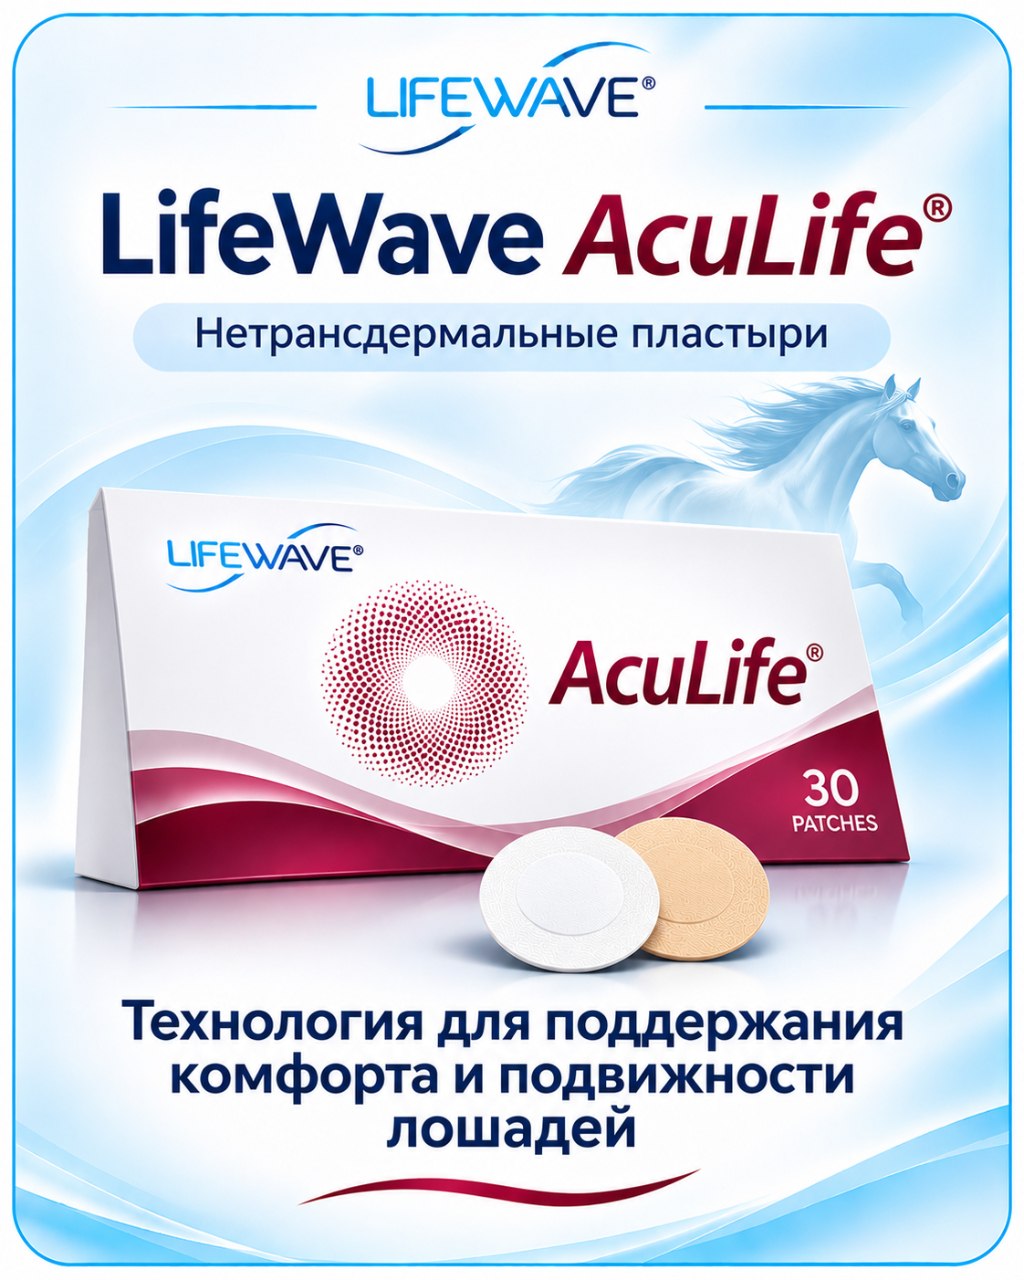 LIFEWAVE®
LifeWave AcuLife®
Нетрансдермальные пластыри
LIFEWAVE®
AcuLife®
30
PATCHES
Технология для поддержания
комфорта и подвижности
лошадей